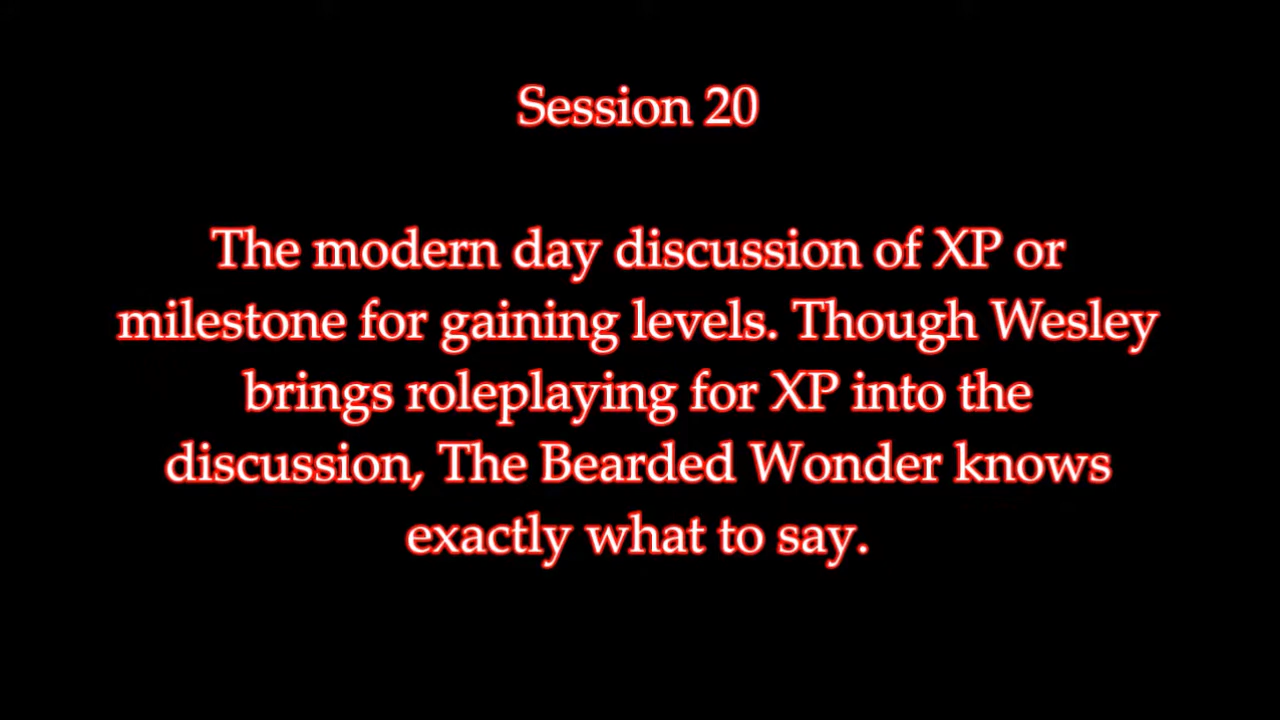 Session 20
The modern day discussion of XP or
milestone for gaining levels. Though Wesley
brings roleplaying for XP into the
discussion, The Bearded Wonder knows
exactly what to say.